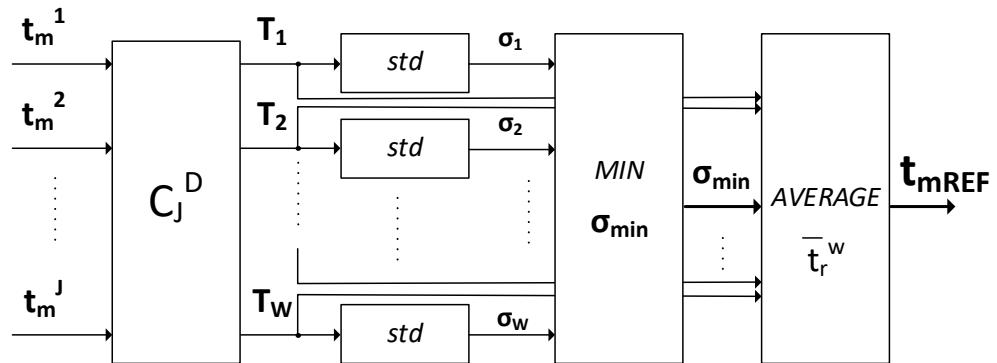 t_m^1
t_m^2
t_m^J
C_J^D
T_1
T_2
T_W
std
std
std
σ_1
σ_2
σ_W
MIN
σ_min
σ_min
AVERAGE
t̅_r^w
t_mREF